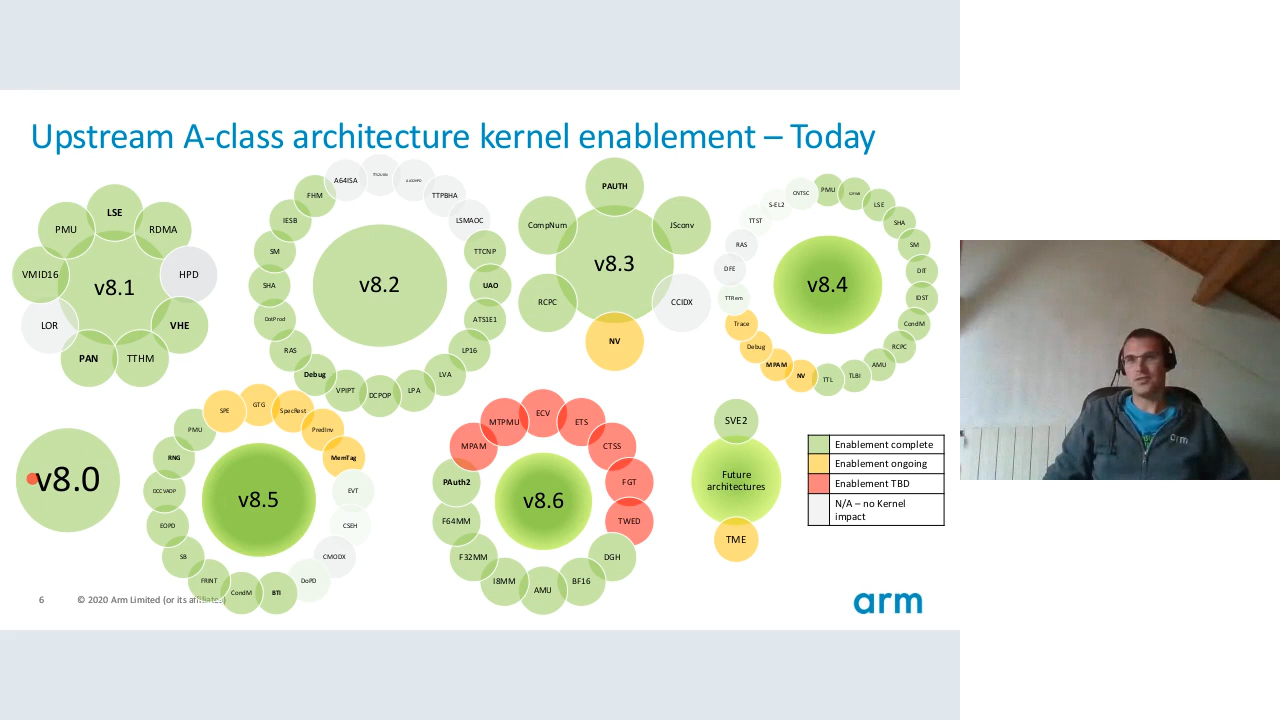 Upstream A-class architecture kernel enablement – Today
v8.1
LSE
RDMA
HPD
VHE
TTHM
PAN
LOR
VMID16
PMU
v8.2
A64ISA
TTPBHA
LSMAOC
TTCNP
UAO
ATS1E1
LP16
LVA
LPA
DCPOP
VPIPT
Debug
RAS
DotProd
SHA
SM
IESB
FHM
v8.3
PAUTH
JSconv
CCIDX
NV
RCPC
CompNum
v8.4
PMU
LSE
SHA
SM
DIT
IDST
CondM
RCPC
AMU
TLBI
TTL
NV
MPAM
Debug
Trace
TTRem
DFE
RAS
TTST
S-EL2
CNTSC
v8.0
v8.5
GTG
SpecRest
PredInv
MemTag
EVT
CSEH
CMODX
DoPD
BTI
CondM
FRINT
SB
EOPD
DCCVADP
RNG
PMU
SPE
v8.6
ECV
ETS
CTSS
FGT
TWED
DGH
BF16
AMU
I8MM
F32MM
F64MM
PAuth2
MPAM
MTPMU
SVE2
Future
architectures
TME
Enablement complete
Enablement ongoing
Enablement TBD
N/A – no Kernel
impact
6 © 2020 Arm Limited (or its affiliates)
arm
arm